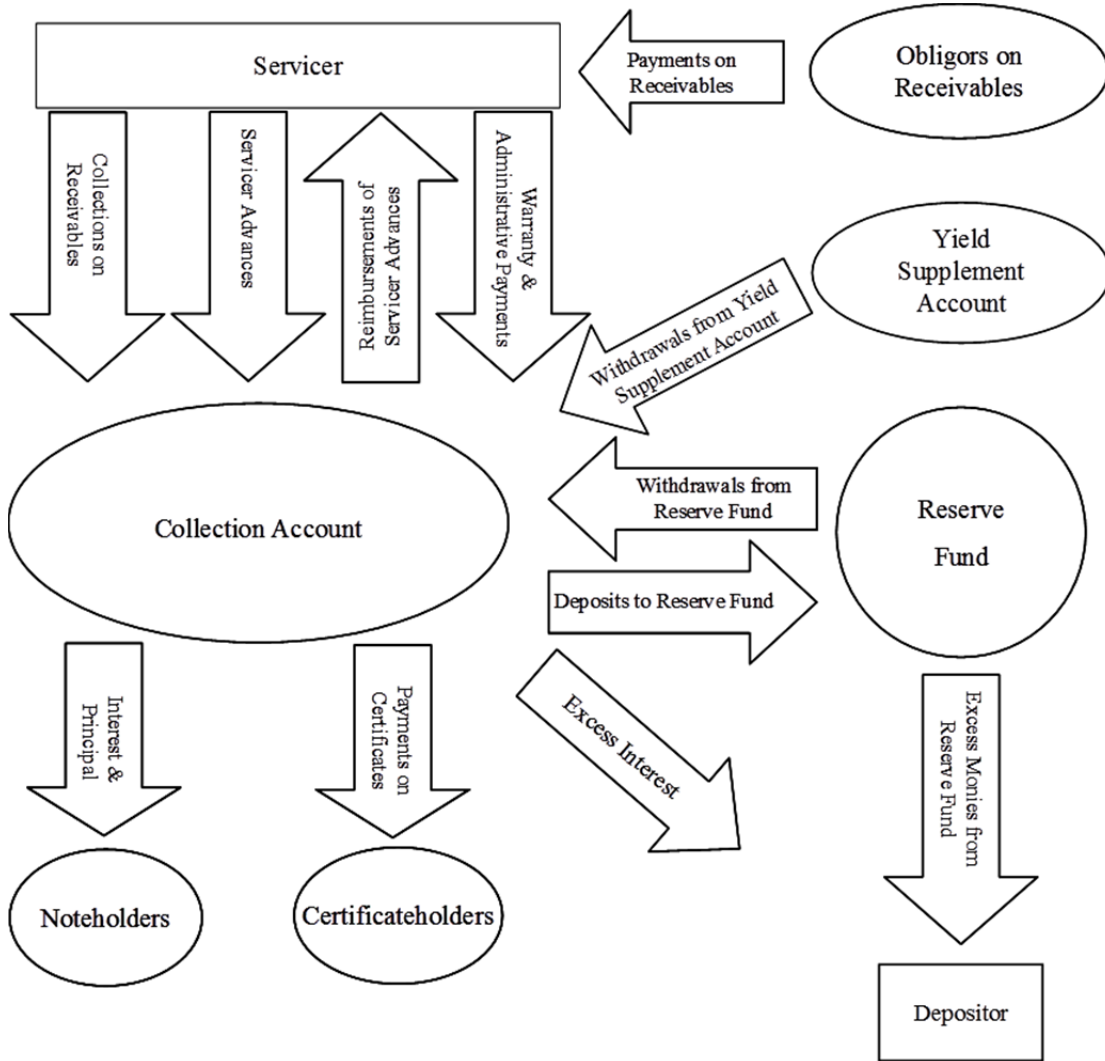 Servicer
Payments on
Receivables
Obligors on
Receivables
Collections on
Receivables
Servicer Advances
Reimbursements of
Servicer Advances
Warranty &
Administrative Payments
Yield
Supplement
Account
Withdrawals from Yield
Supplement Account
Collection Account
Withdrawals from
Reserve Fund
Reserve
Fund
Deposits to Reserve Fund
Interest &
Principal
Payments on
Certificates
Excess Interest
Excess Monies from
Reserve Fund
Noteholders
Certificateholders
Depositor